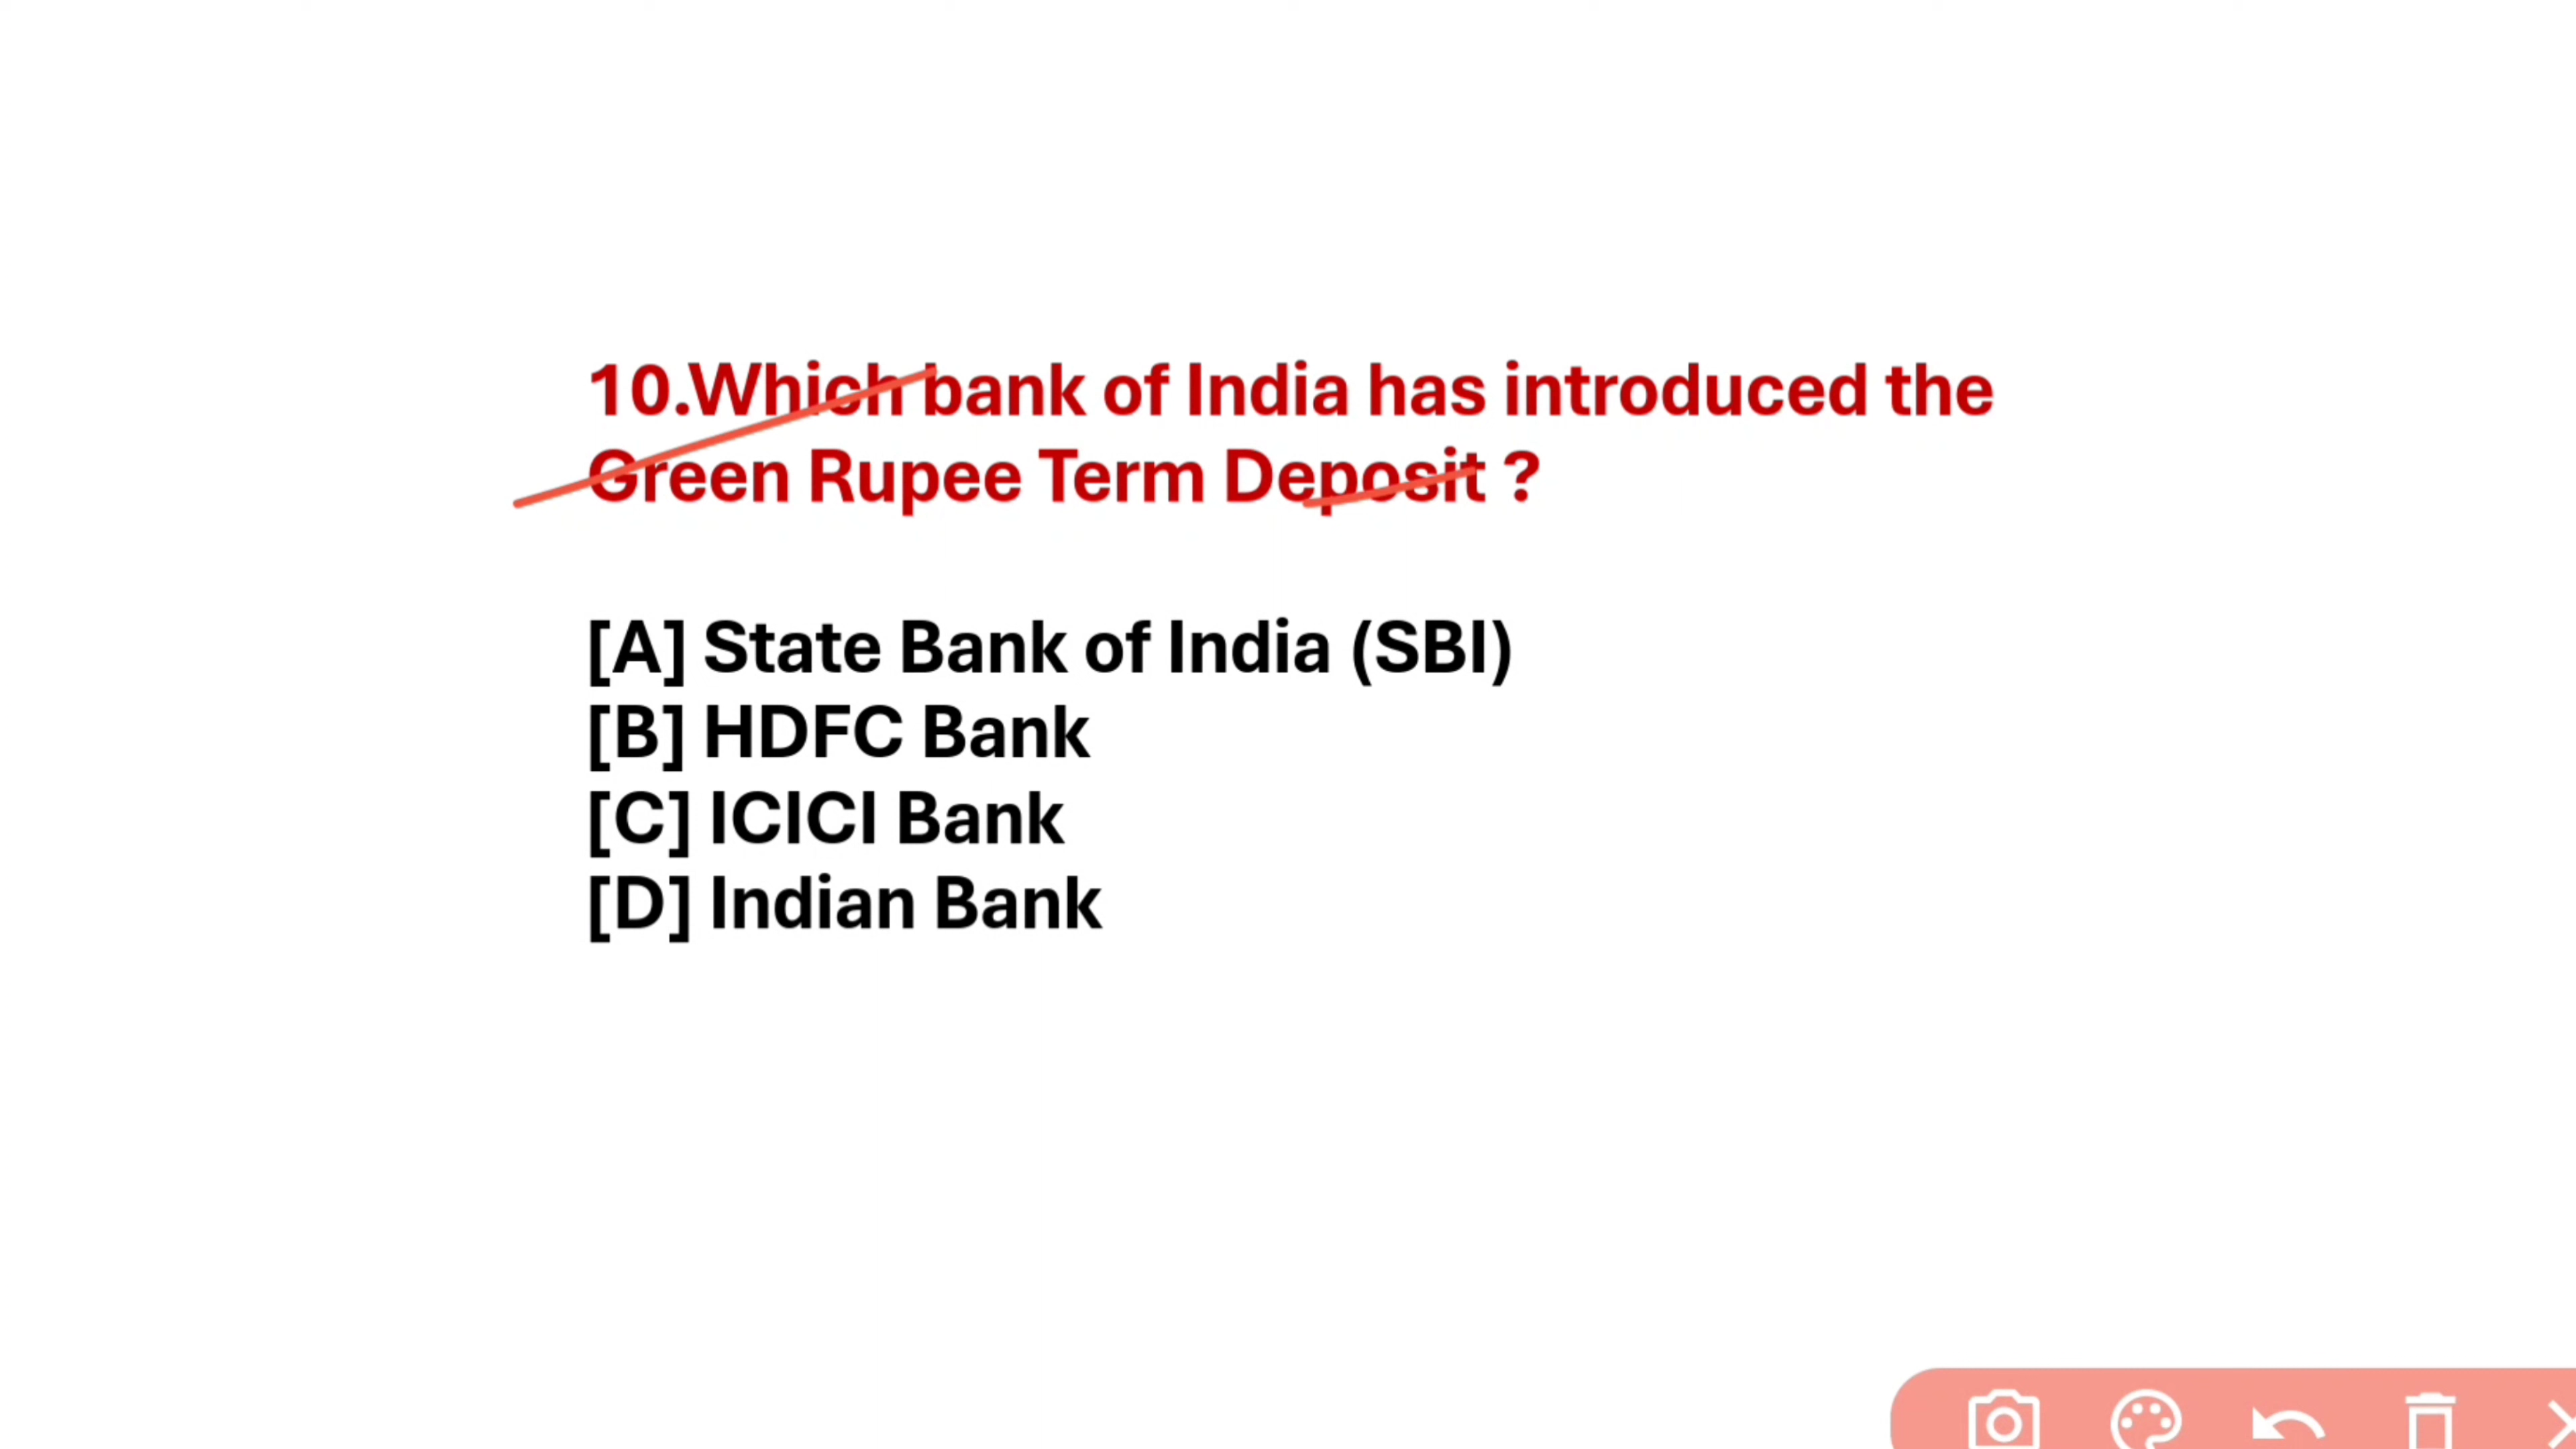 10.Which bank of India has introduced the
Green Rupee Term Deposit ?
[A] State Bank of India (SBI)
[B] HDFC Bank
[C] ICICI Bank
[D] Indian Bank